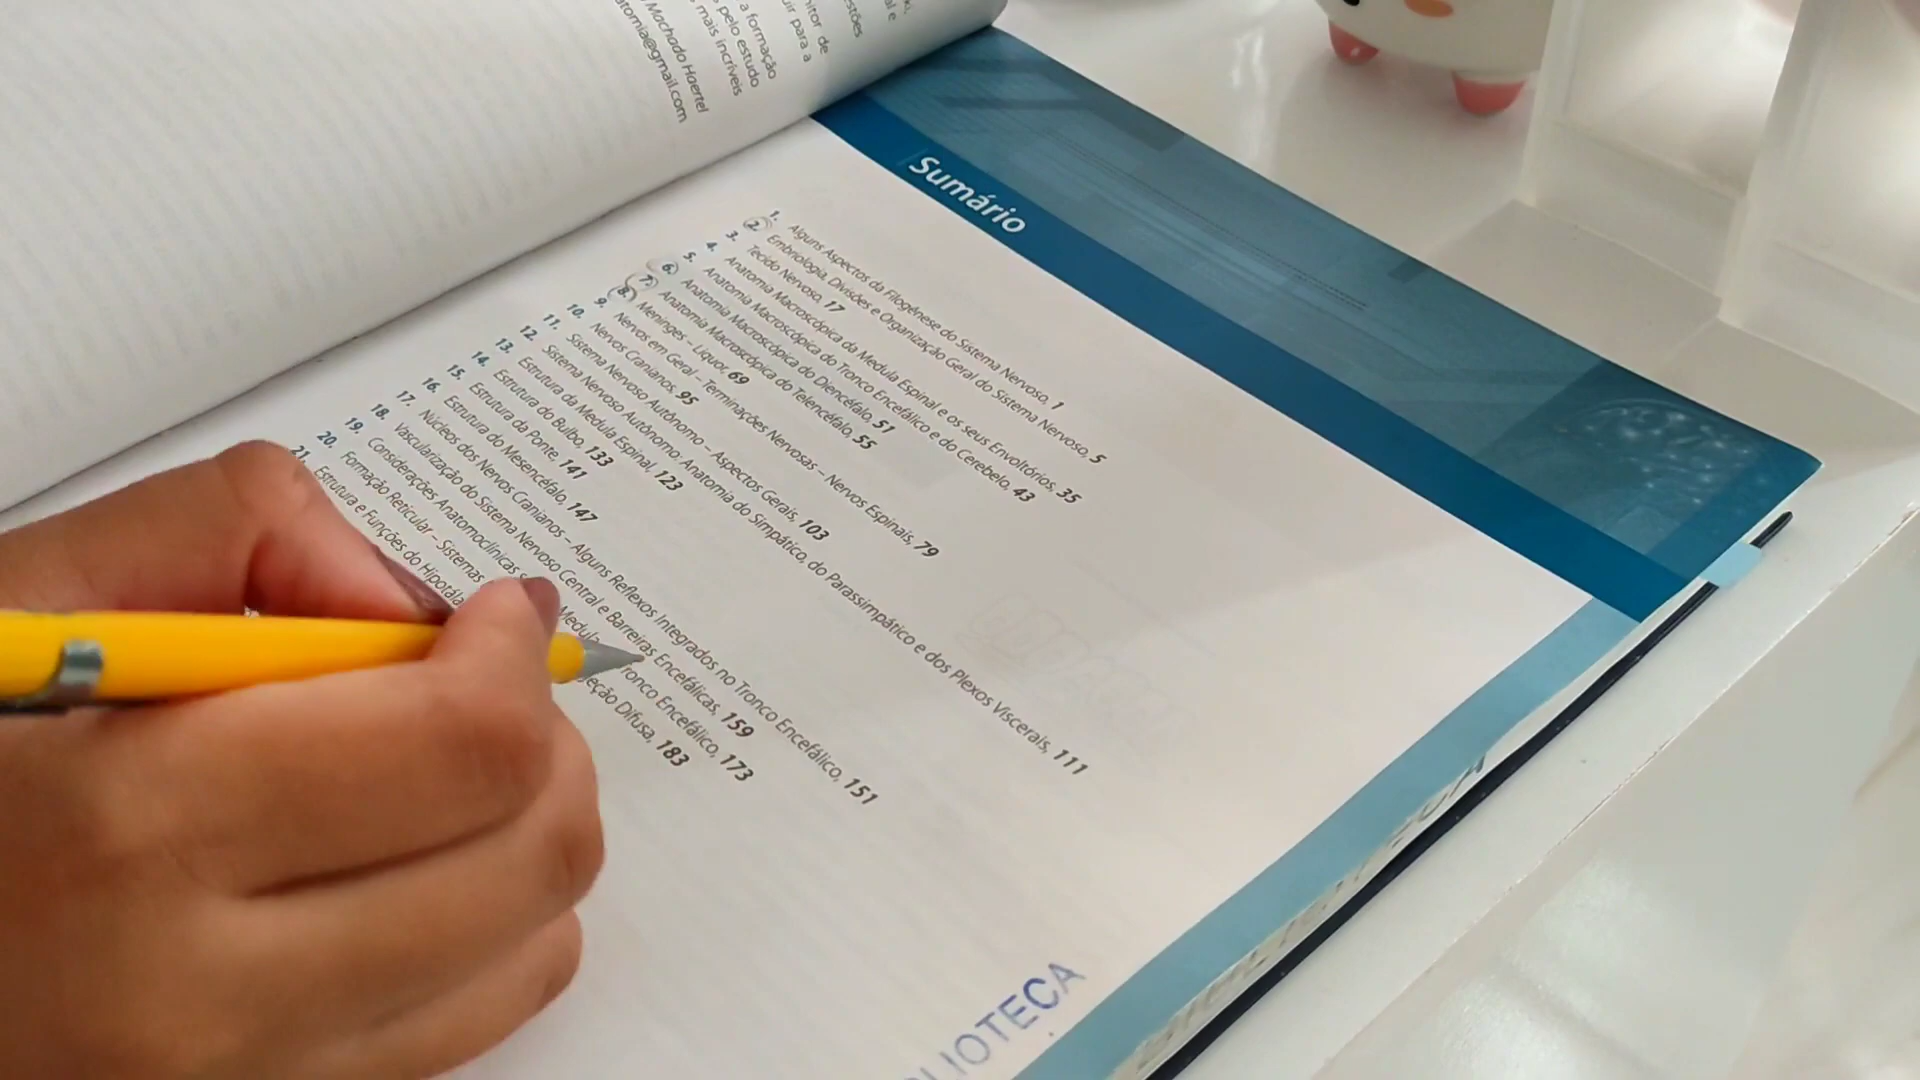 a formação
pelo estudo
mais incríveis
Machado Haertel
atomia@gmail.com
Sumário
1. Alguns Aspectos da Filogênese do Sistema Nervoso, 1
2. Embriologia, Divisões e Organização Geral do Sistema Nervoso, 5
3. Tecido Nervoso, 17
4. Anatomia Macroscópica da Medula Espinal e os seus Envoltórios, 35
5. Anatomia Macroscópica do Tronco Encefálico e do Cerebelo, 43
6. Anatomia Macroscópica do Diencéfalo, 51
7. Anatomia Macroscópica do Telencéfalo, 55
8. Meninges – Liquor, 69
9. Nervos em Geral – Terminações Nervosas – Nervos Espinais, 79
10. Nervos Cranianos, 95
11. Sistema Nervoso Autônomo – Aspectos Gerais, 103
12. Sistema Nervoso Autônomo: Anatomia do Simpático, do Parassimpático e dos Plexos Viscerais, 111
13. Estrutura da Medula Espinal, 123
14. Estrutura do Bulbo, 133
15. Estrutura da Ponte, 141
16. Estrutura do Mesencéfalo, 147
17. Núcleos dos Nervos Cranianos – Alguns Reflexos Integrados no Tronco Encefálico, 151
18. Vascularização do Sistema Nervoso Central e Barreiras Encefálicas, 159
19. Considerações Anatomoclínicas Medula Tronco Encefálico, 173
20. Formação Reticular – Sistemas eção Difusa, 183
21. Estrutura e Funções do Hipotála
LIOTECA